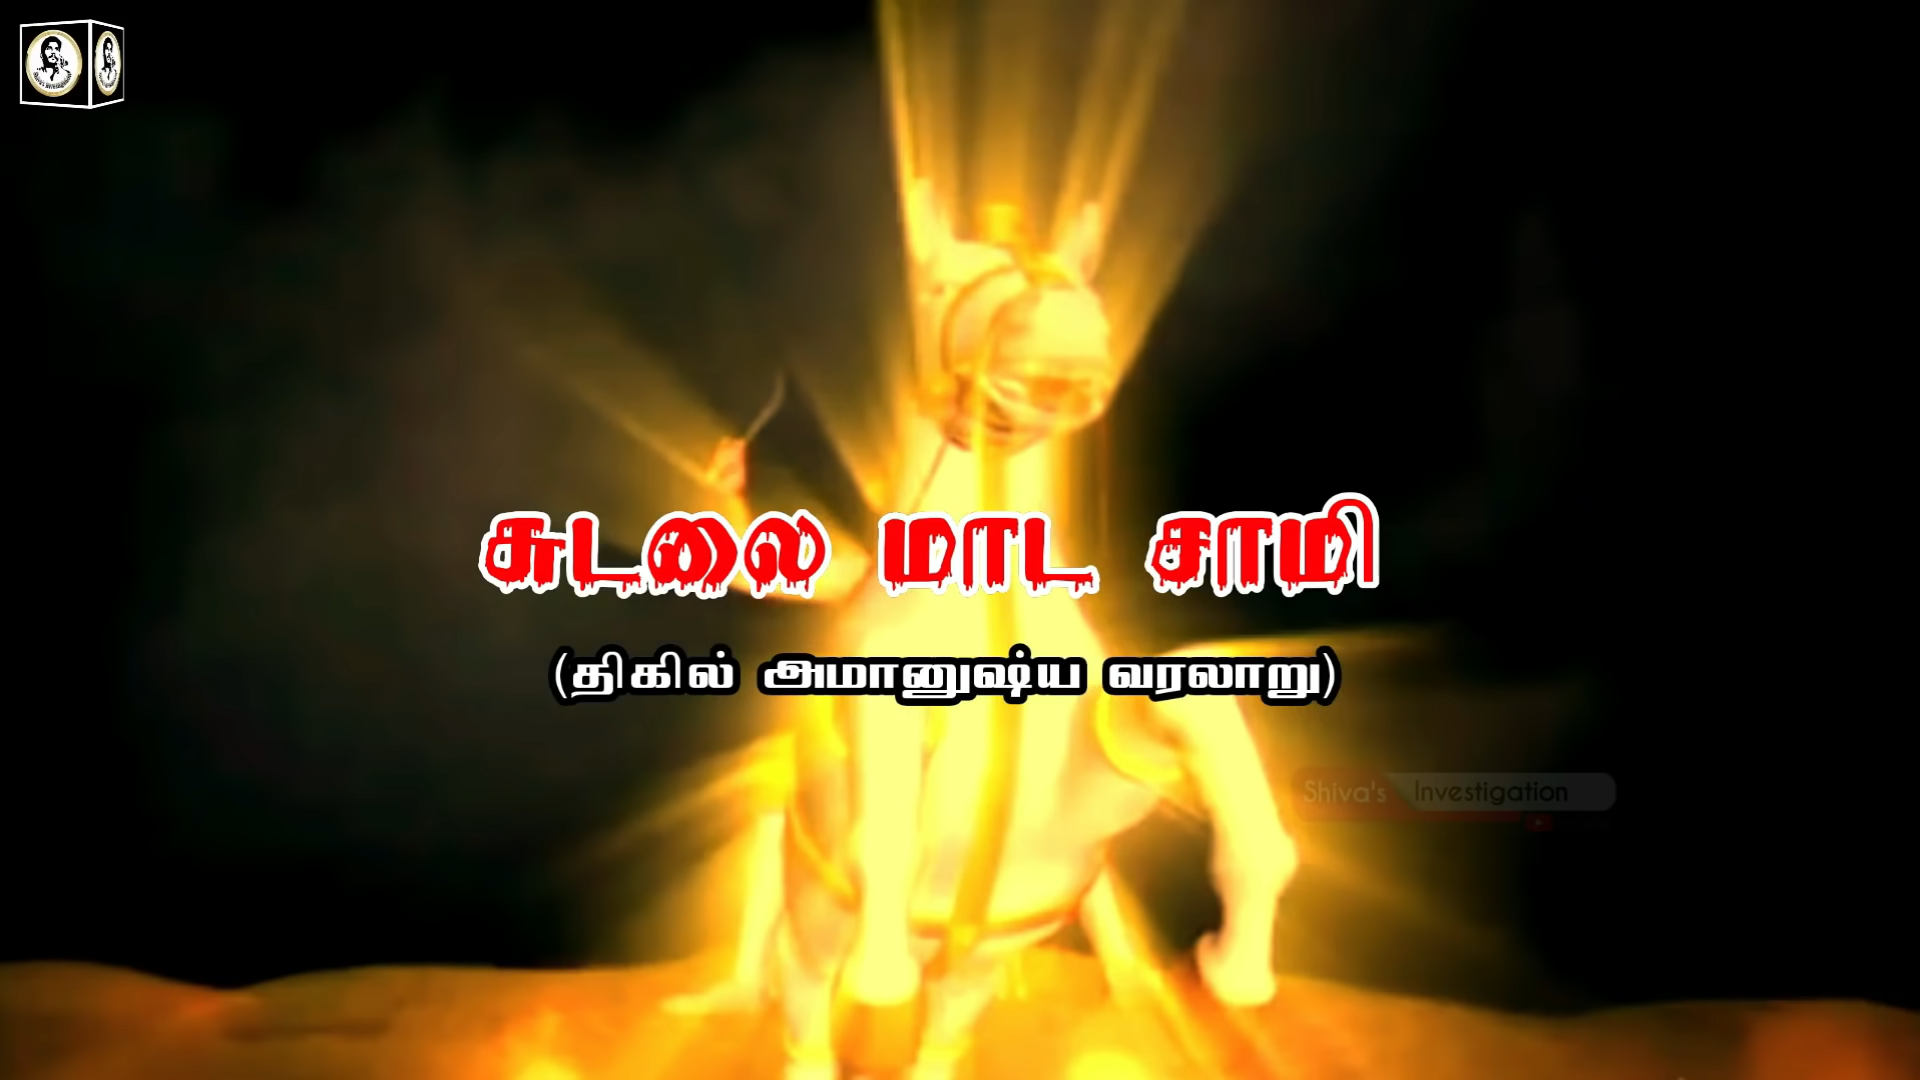 சுடலை மாட சாமி
(திகில் அமானுஷ்ய வரலாறு)
Shiva's Investigation